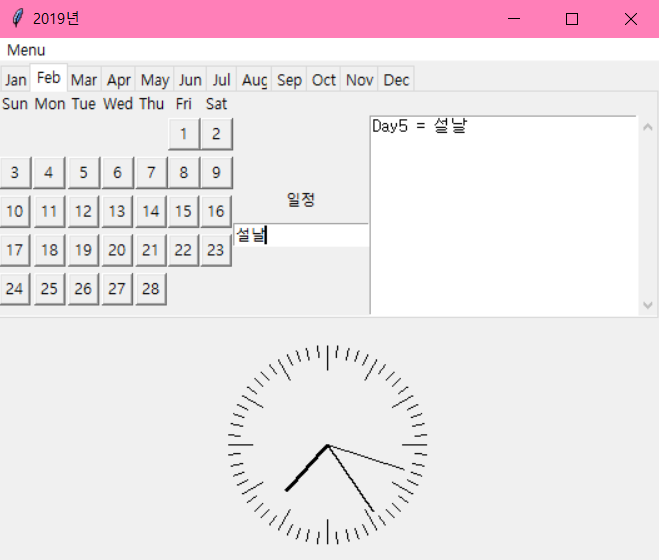 2019년
Menu
Jan Feb Mar Apr May Jun Jul Aug Sep Oct Nov Dec
Sun Mon Tue Wed Thu Fri Sat
1 2
3 4 5 6 7 8 9
10 11 12 13 14 15 16
17 18 19 20 21 22 23
24 25 26 27 28
일정
설날
Day5 = 설날